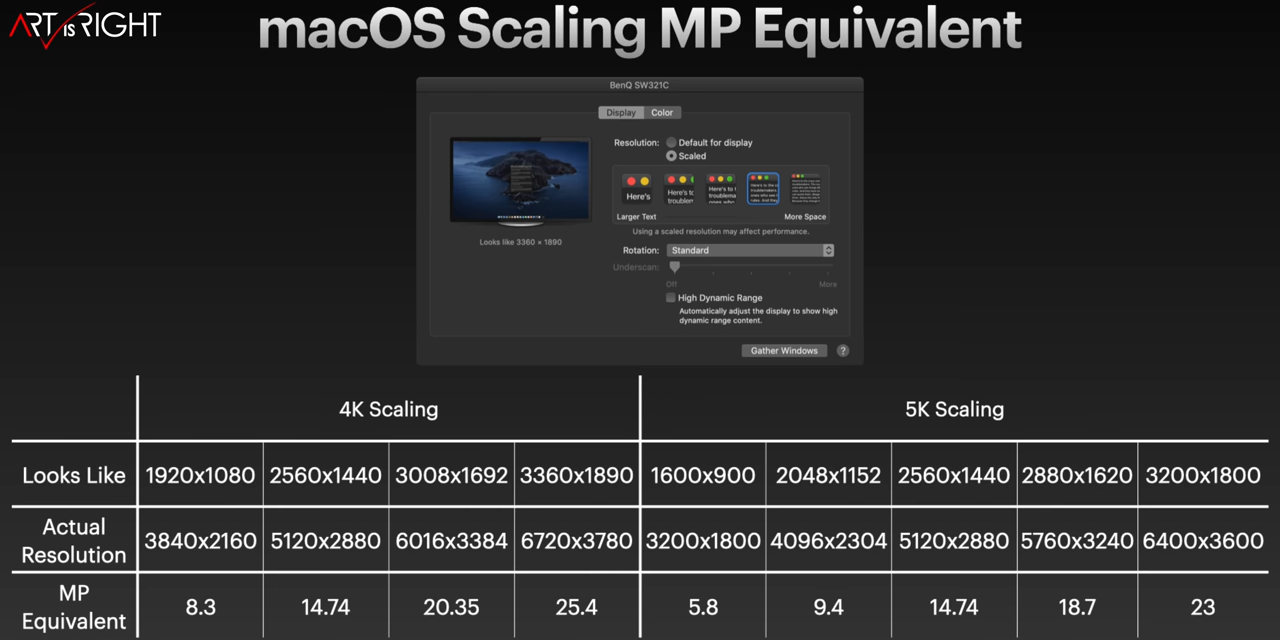 ART IS RIGHT
macOS Scaling MP Equivalent
BenQ SW321C
Display Color
Resolution: Default for display
Scaled
Here's
Here's to
troublem
Larger Text More Space
Using a scaled resolution may affect performance.
Looks like 3360 × 1890
Rotation: Standard
Underscan:
Off More
High Dynamic Range
Automatically adjust the display to show high
dynamic range content.
Gather Windows ?
4K Scaling 5K Scaling
Looks Like 1920x1080 2560x1440 3008x1692 3360x1890 1600x900 2048x1152 2560x1440 2880x1620 3200x1800
Actual
Resolution 3840x2160 5120x2880 6016x3384 6720x3780 3200x1800 4096x2304 5120x2880 5760x3240 6400x3600
MP
Equivalent 8.3 14.74 20.35 25.4 5.8 9.4 14.74 18.7 23